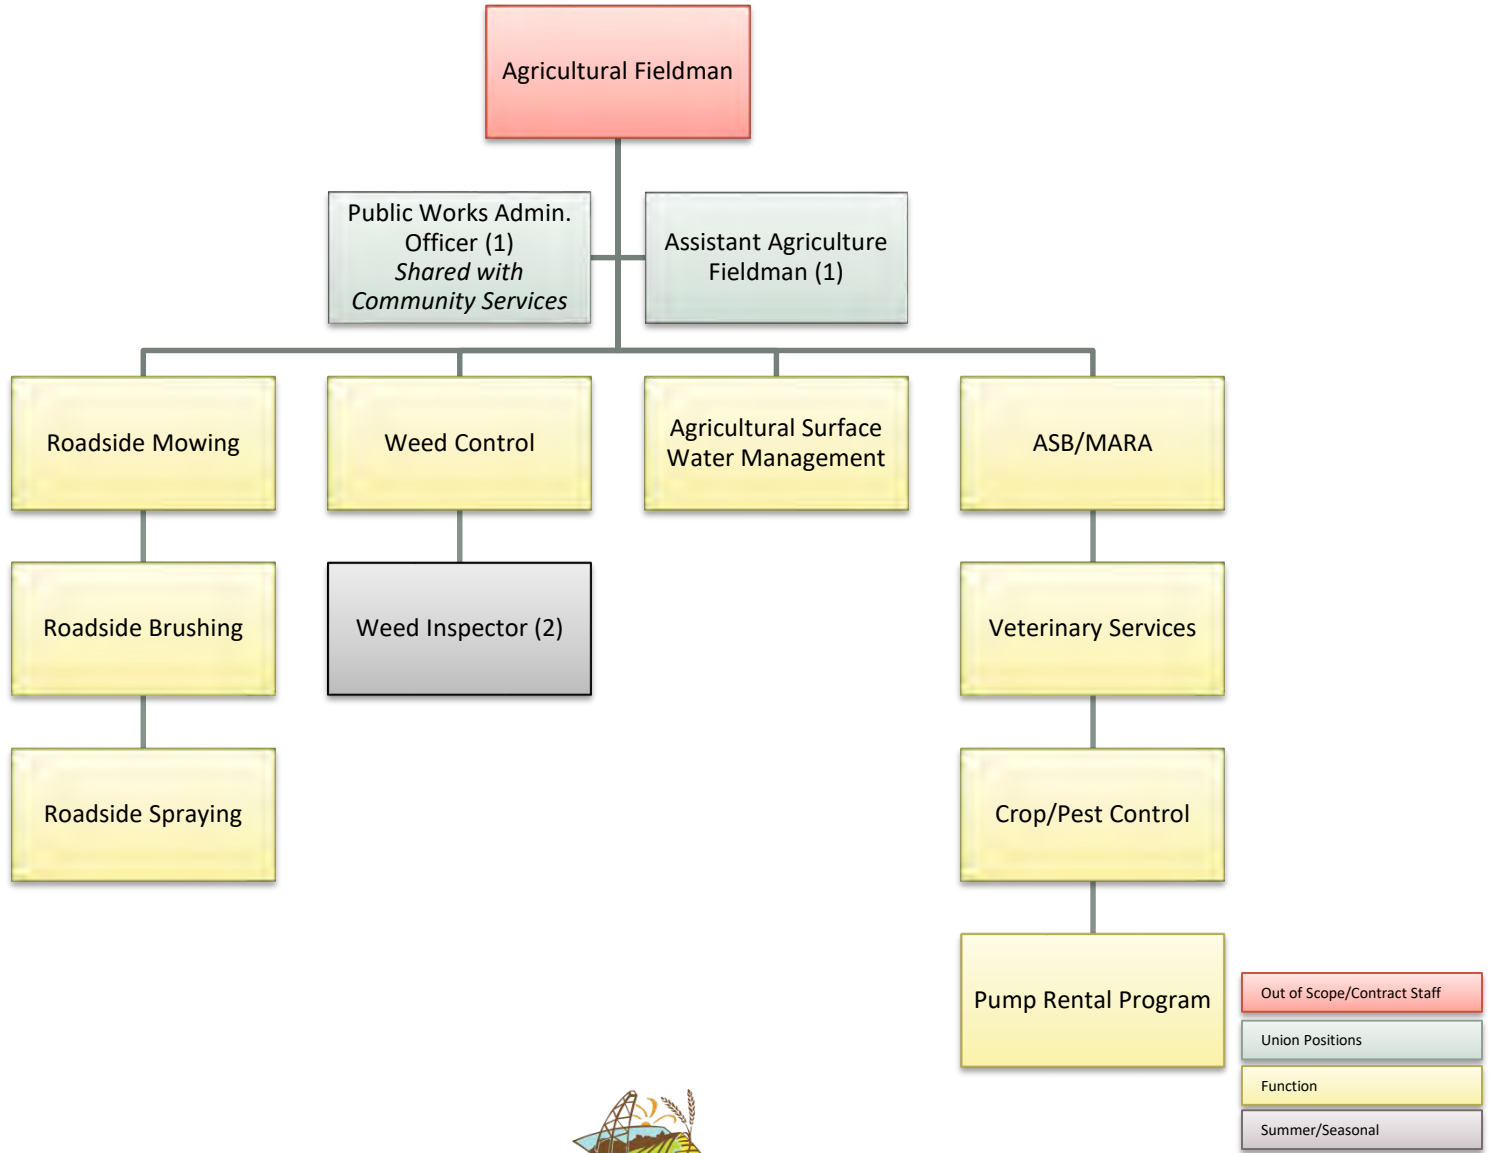 Agricultural Fieldman
Public Works Admin.
Officer (1)
Shared with
Community Services
Assistant Agriculture
Fieldman (1)
Roadside Mowing
Weed Control
Agricultural Surface
Water Management
ASB/MARA
Roadside Brushing
Weed Inspector (2)
Veterinary Services
Roadside Spraying
Crop/Pest Control
Pump Rental Program
Out of Scope/Contract Staff
Union Positions
Function
Summer/Seasonal